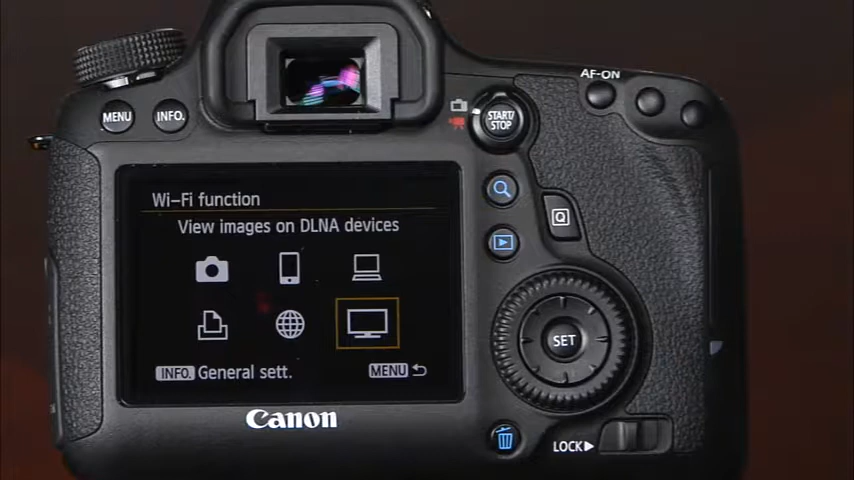 AF-ON
MENU
INFO.
START/
STOP
Wi-Fi function
View images on DLNA devices
Q
SET
INFO. General sett.
MENU
Canon
LOCK